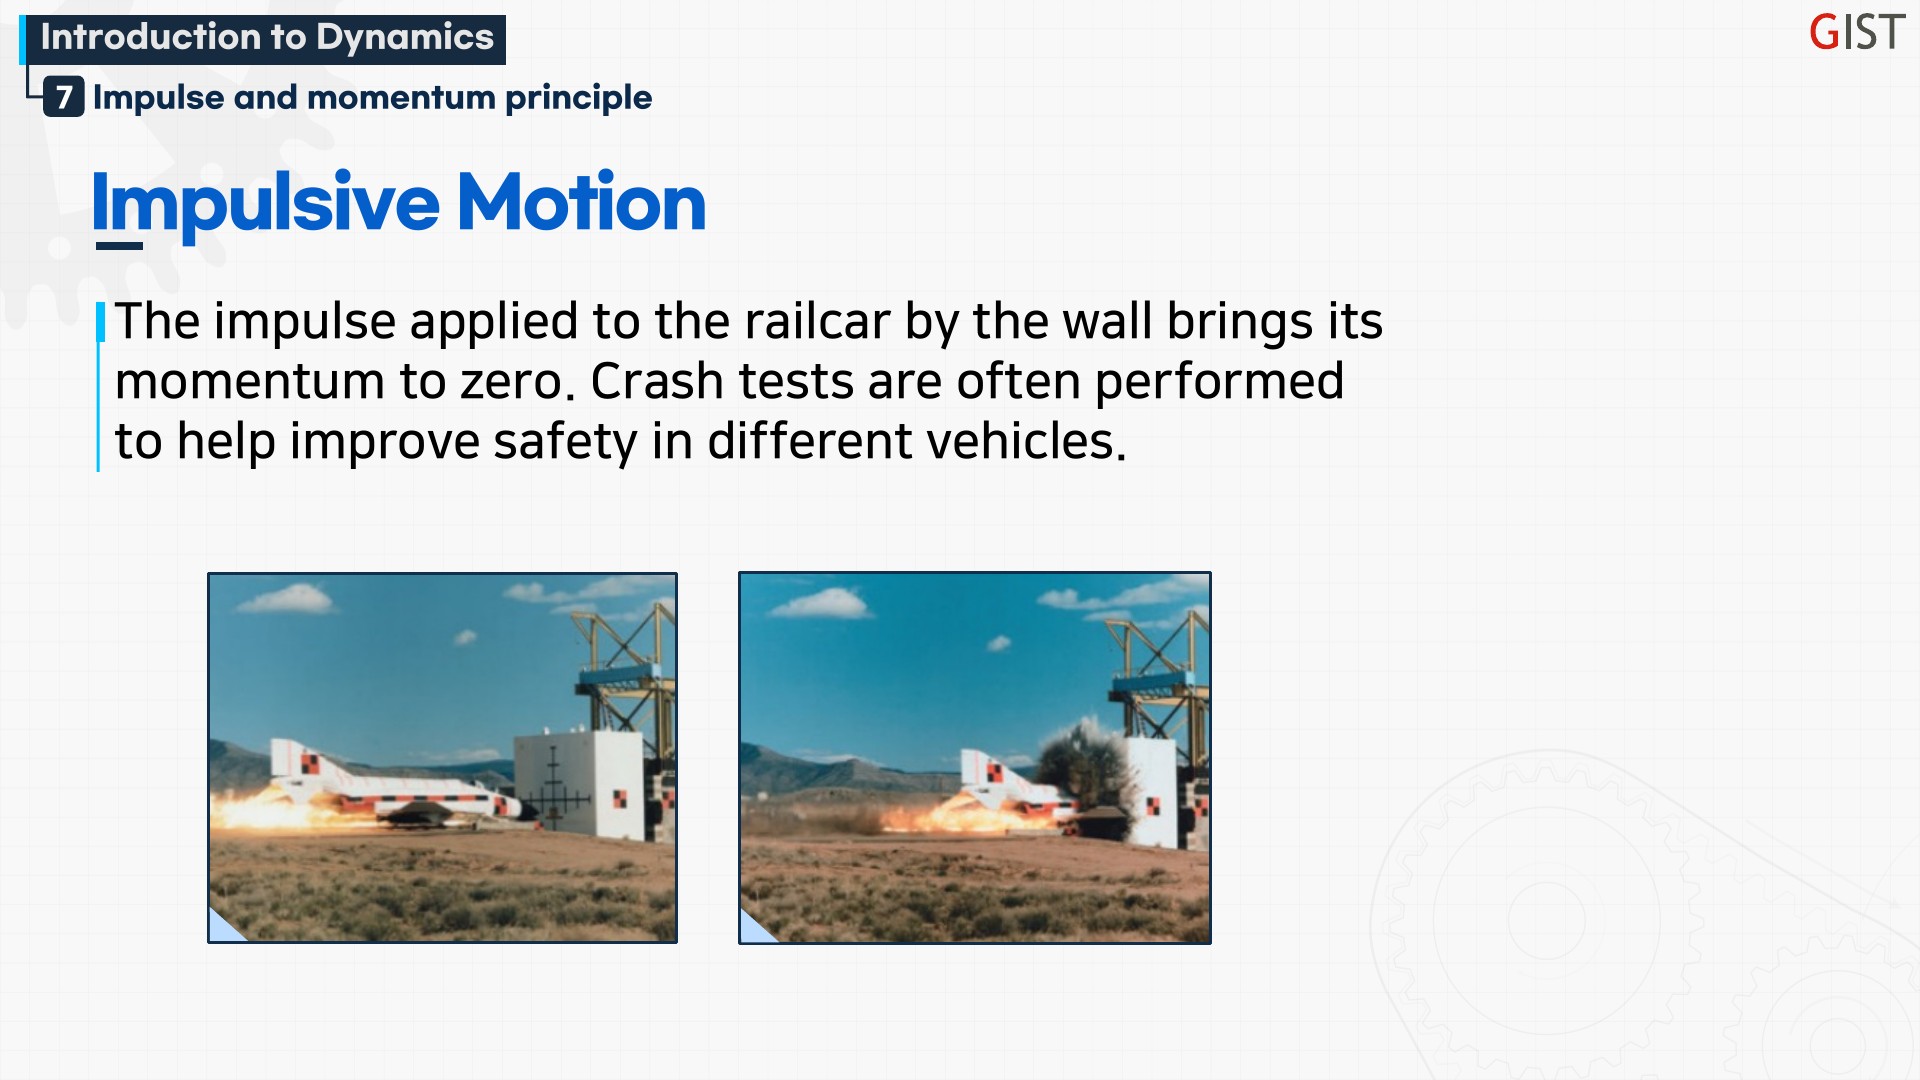 Introduction to Dynamics
GIST
7 Impulse and momentum principle
Impulsive Motion
The impulse applied to the railcar by the wall brings its
momentum to zero. Crash tests are often performed
to help improve safety in different vehicles.